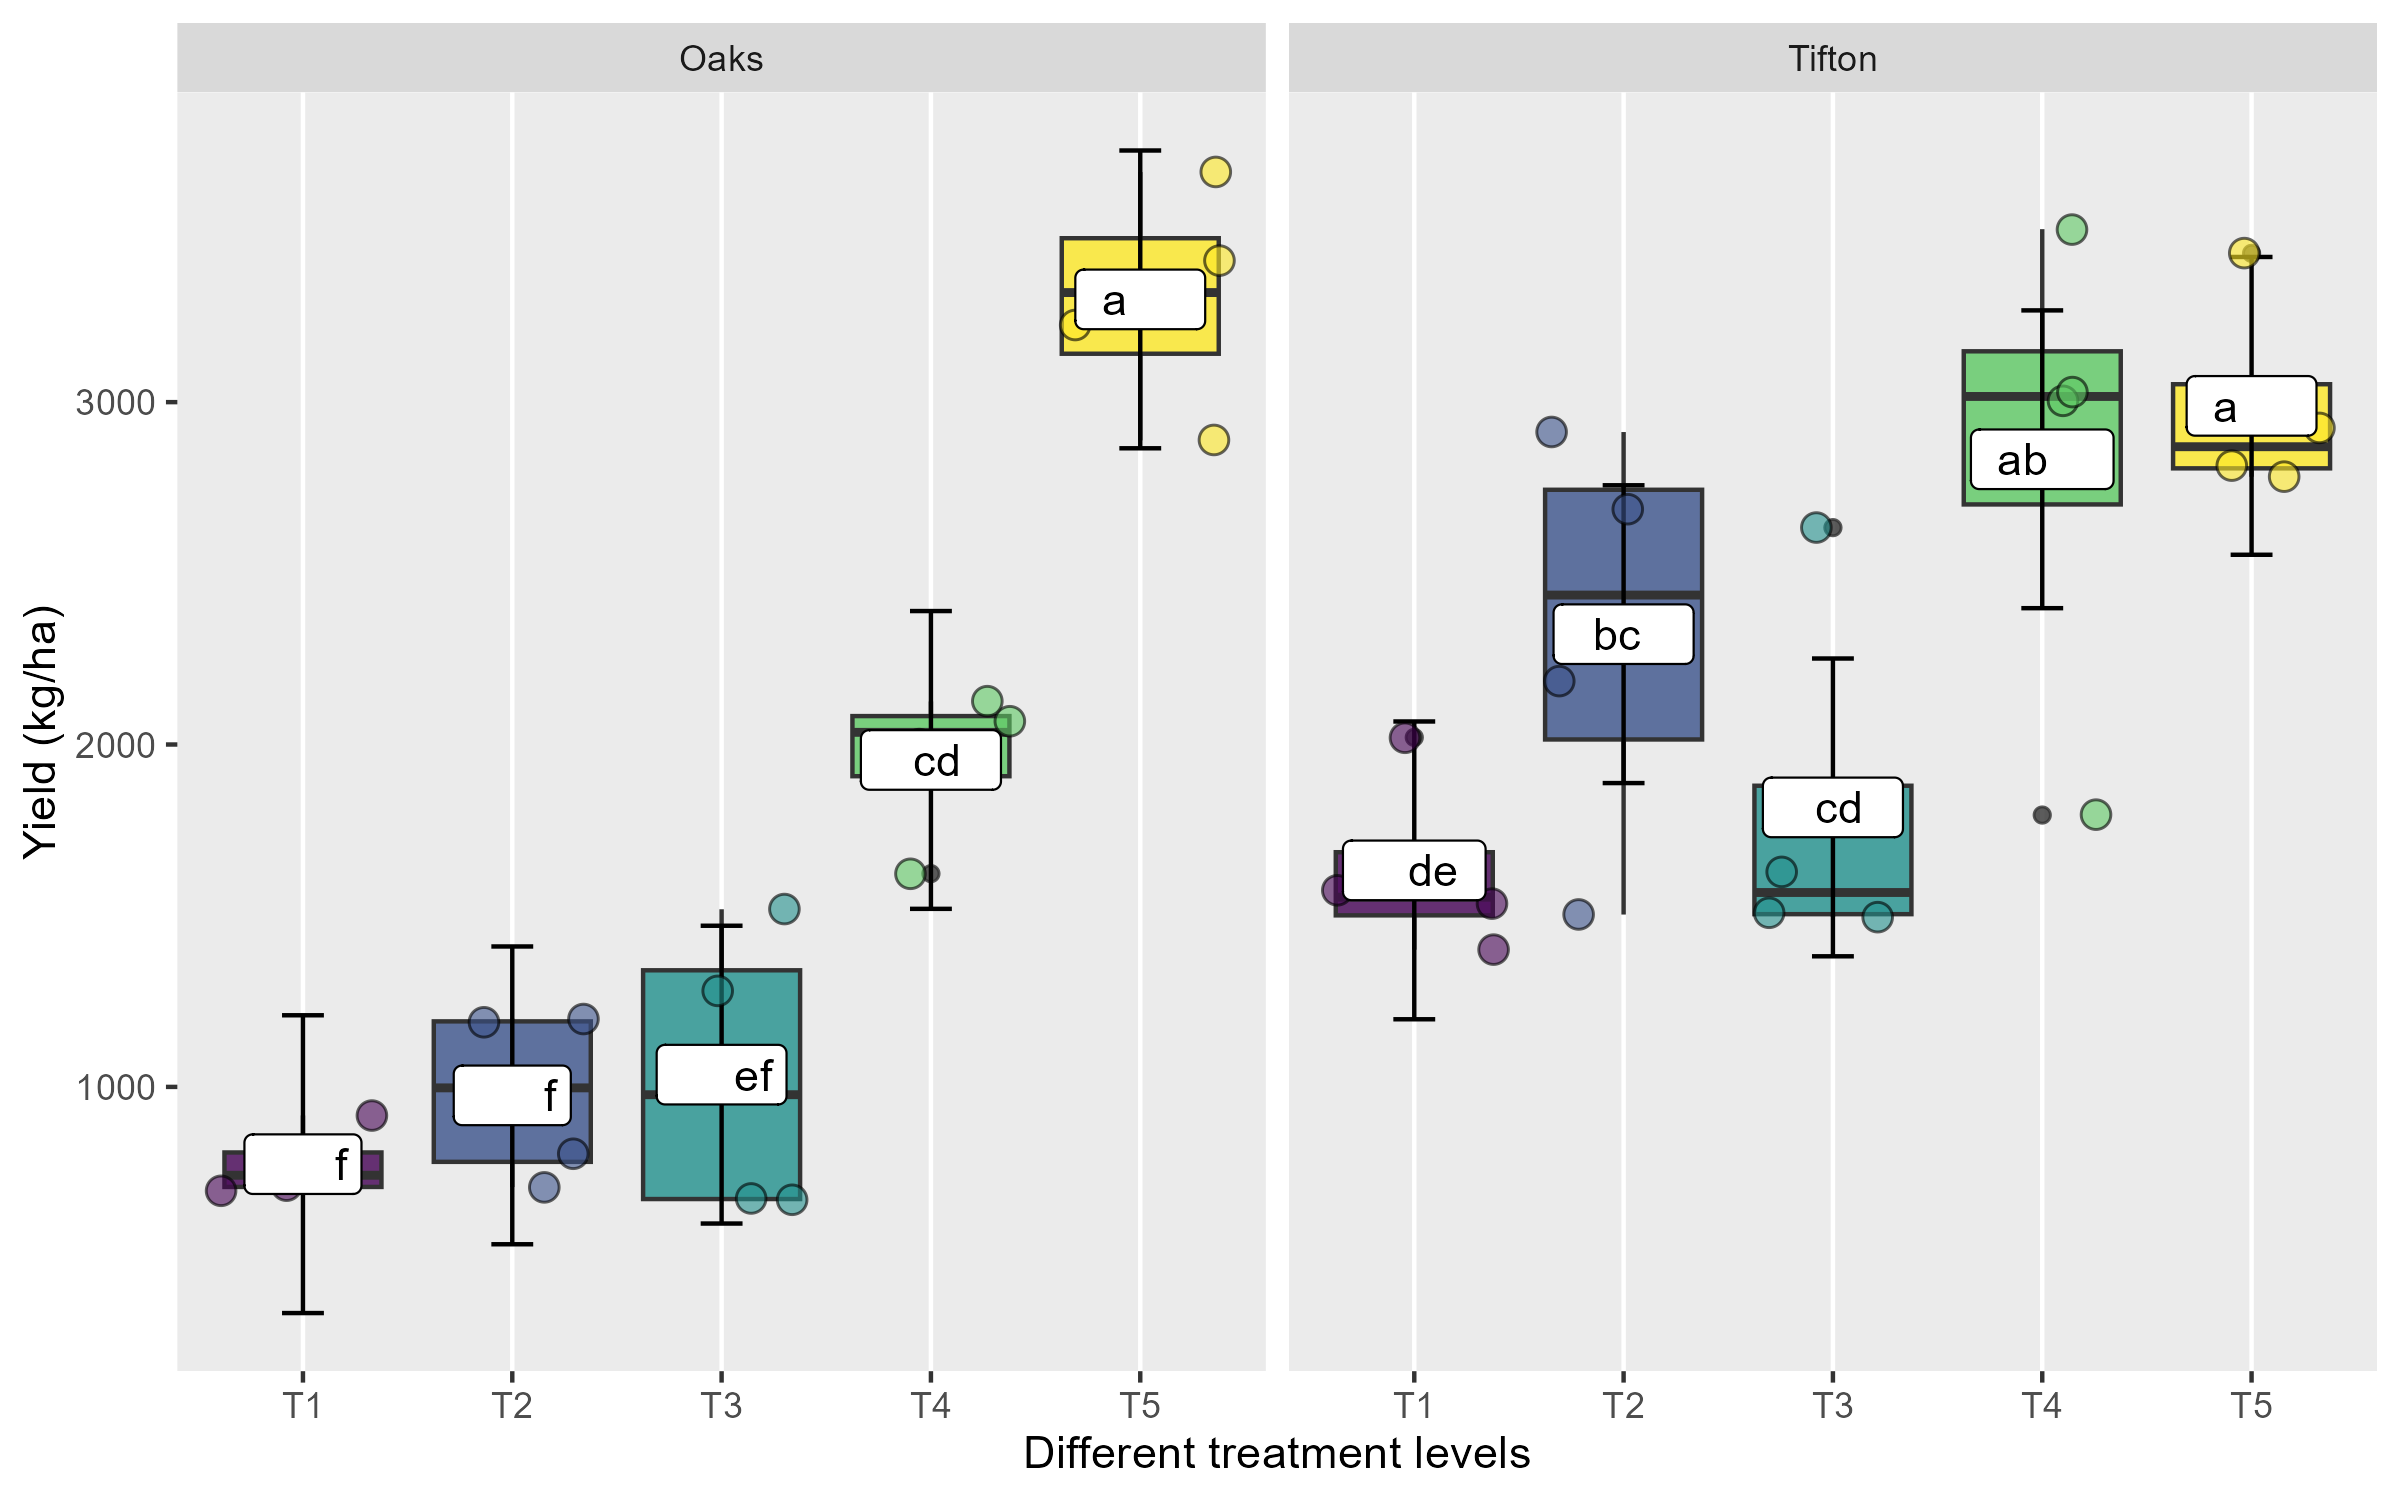 Oaks
Tifton
Yield (kg/ha)
3000
2000
1000
f
f
ef
cd
a
de
bc
cd
ab
a
T1 T2 T3 T4 T5
T1 T2 T3 T4 T5
Different treatment levels